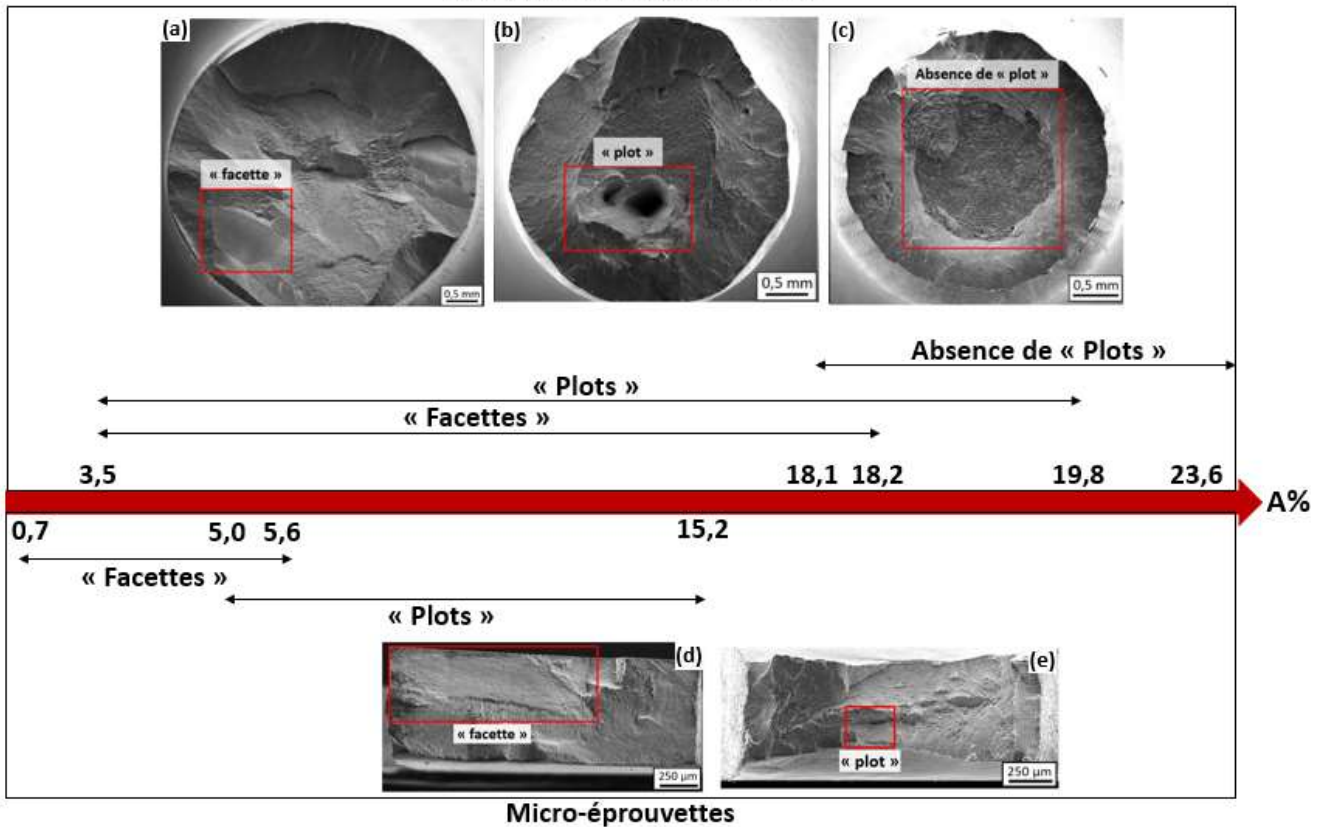 (a)
(b)
(c)
« facette »
« plot »
Absence de « plot »
0,5 mm
0,5 mm
0,5 mm
Absence de « Plots »
« Plots »
« Facettes »
3,5
18,1
18,2
19,8
23,6
A%
0,7
5,0
5,6
15,2
« Facettes »
« Plots »
(d)
(e)
« facette »
« plot »
250 µm
250 µm
Micro-éprouvettes